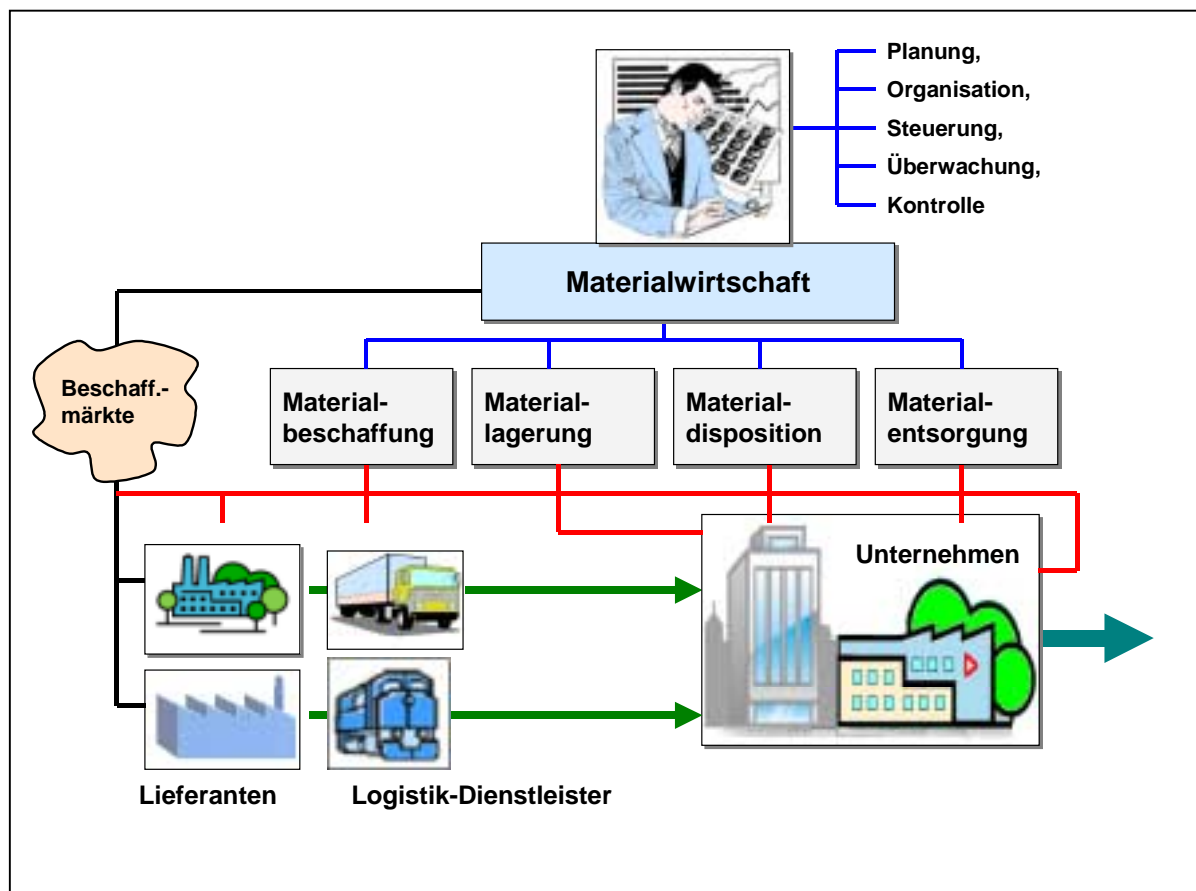 Planung,
Organisation,
Steuerung,
Überwachung,
Kontrolle
Materialwirtschaft
Beschaff.-
märkte
Material-
beschaffung
Material-
lagerung
Material-
disposition
Material-
entsorgung
Unternehmen
Lieferanten
Logistik-Dienstleister